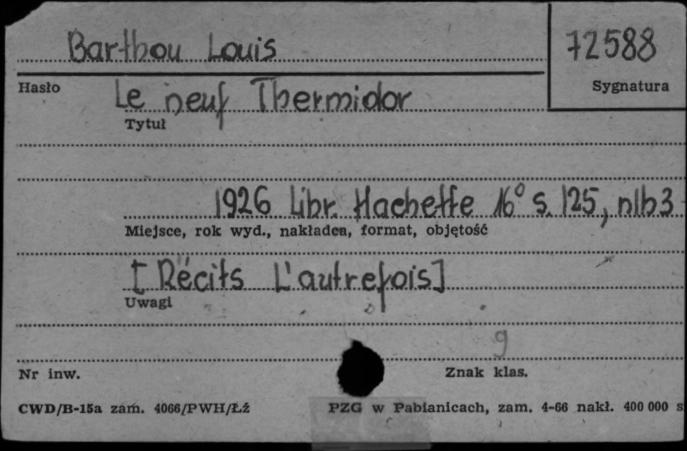 Barthou Louis 72588
Hasło Sygnatura
Le neuf Thermidor
Tytuł
1926 Libr. Hachette 16° s. 125, nlb 3
Miejsce, rok wyd., nakładca, format, objętość
[Récits L'autrefois]
Uwagi
9
Nr inw. Znak klas.
CWD/B-15a zam. 4066/PWH/Łż PZG w Pabianicach, zam. 4-66 nakł. 400 000 s